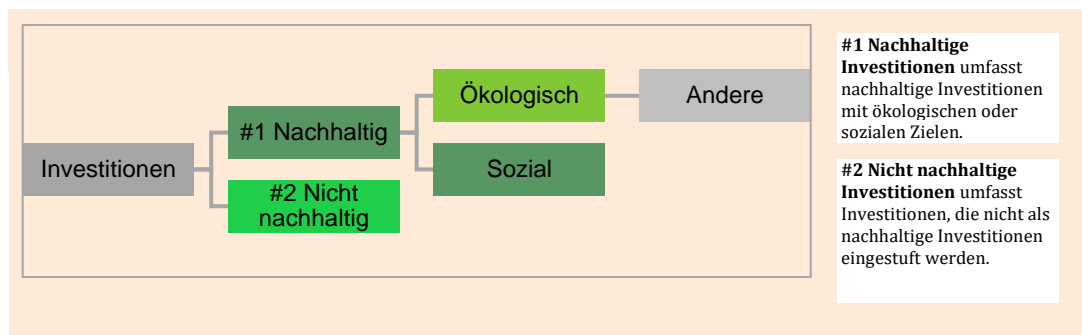 Investitionen
#1 Nachhaltig
#2 Nicht
nachhaltig
Ökologisch
Sozial
Andere
#1 Nachhaltige
Investitionen umfasst
nachhaltige Investitionen
mit ökologischen oder
sozialen Zielen.
#2 Nicht nachhaltige
Investitionen umfasst
Investitionen, die nicht als
nachhaltige Investitionen
eingestuft werden.